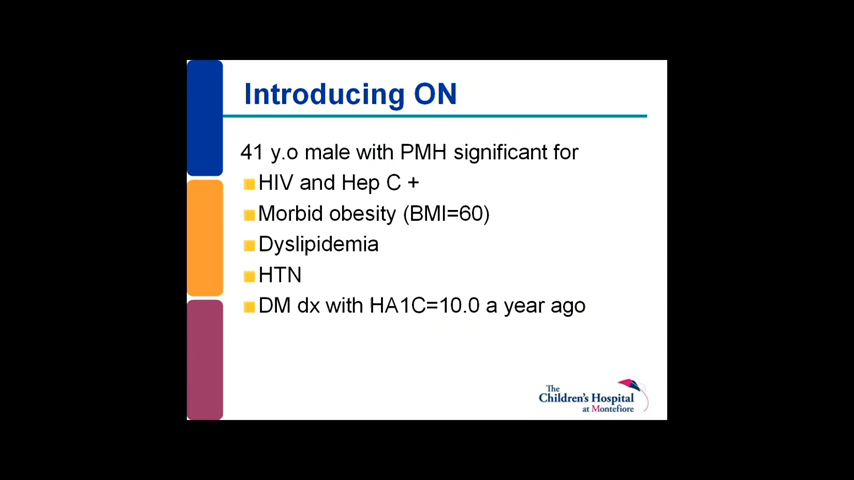 Introducing ON
41 y.o male with PMH significant for
HIV and Hep C +
Morbid obesity (BMI=60)
Dyslipidemia
HTN
DM dx with HA1C=10.0 a year ago
The
Children's Hospital
at Montefiore